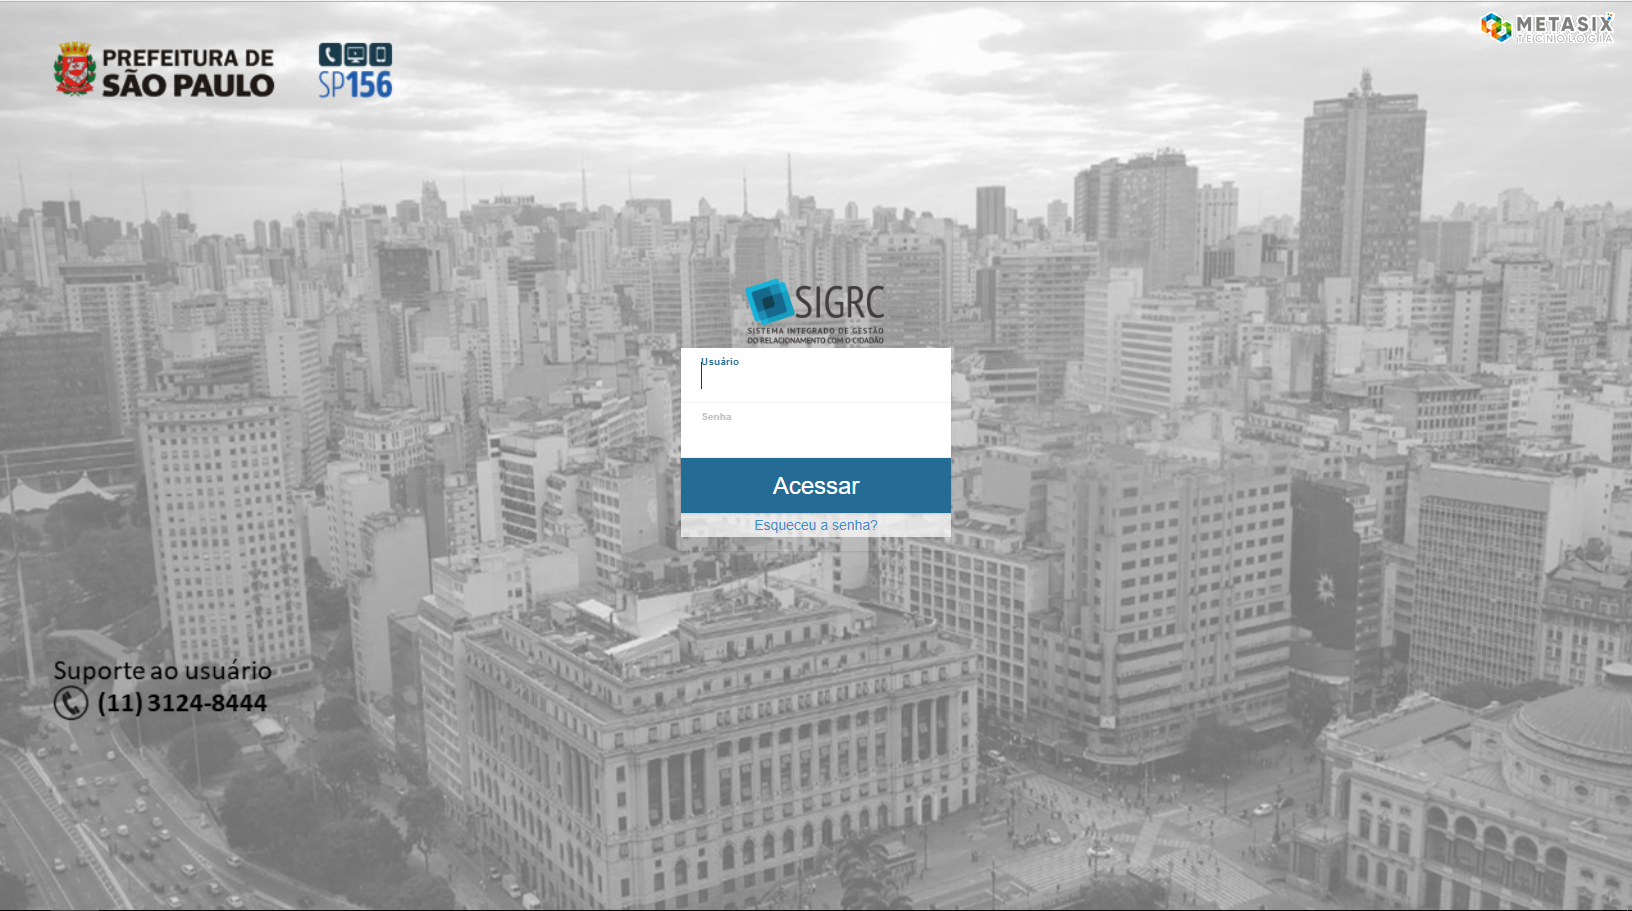 METASIX
TECNOLOGIA
PREFEITURA DE
SÃO PAULO
SP156
SIGRC
SISTEMA INTEGRADO DE GESTÃO
DO RELACIONAMENTO COM O CIDADÃO
Usuário
Senha
Acessar
Esqueceu a senha?
Suporte ao usuário
(11) 3124-8444